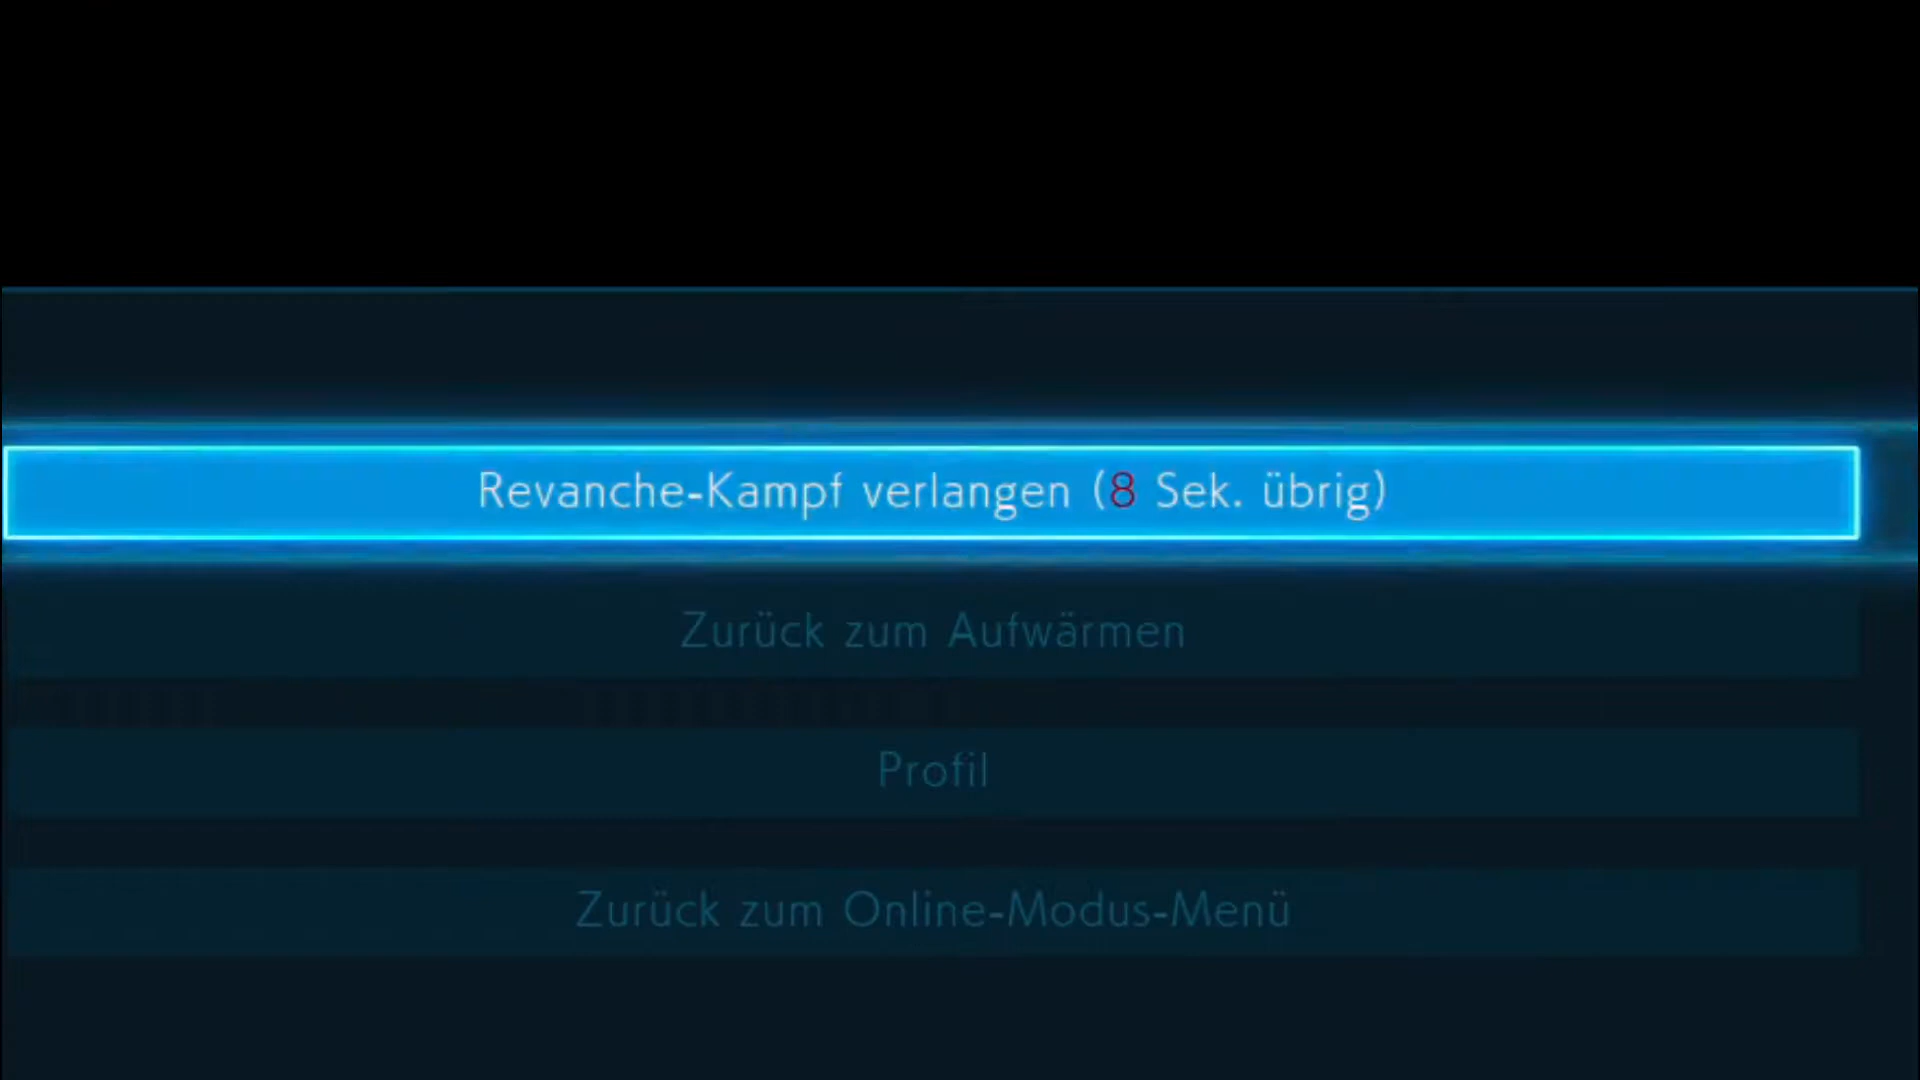 Revanche-Kampf verlangen (8 Sek. übrig)
Zurück zum Aufwärmen
Profil
Zurück zum Online-Modus-Menü